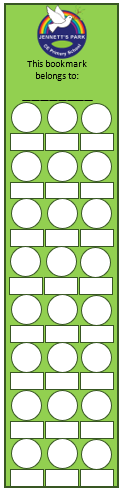 JENNETT'S PARK
CE Primary School
This bookmark
belongs to: